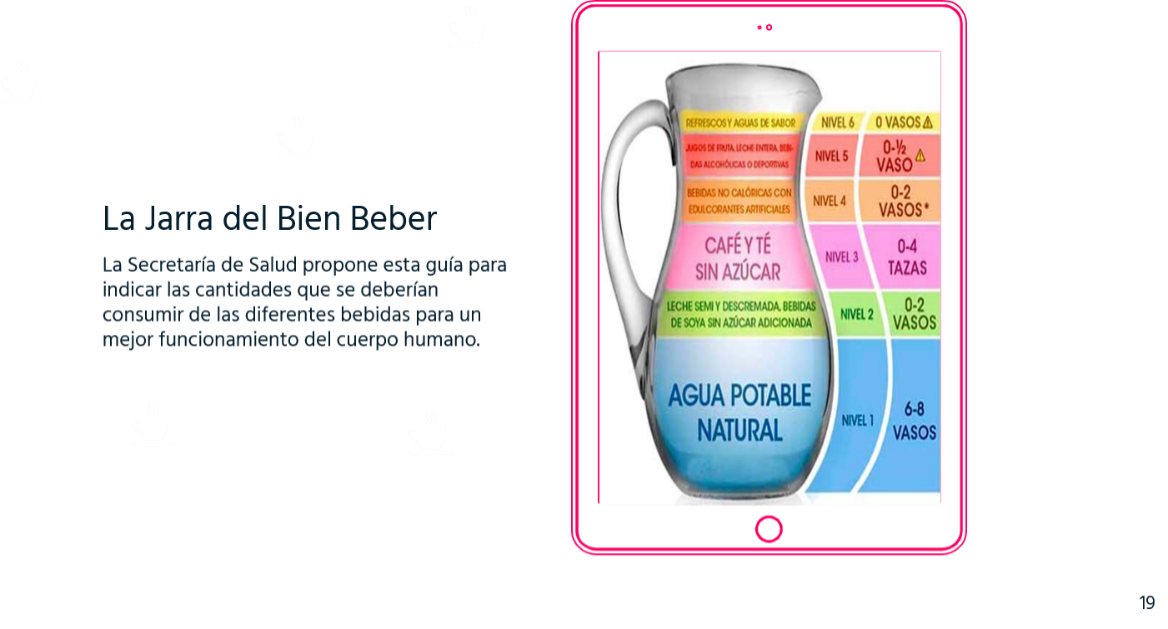 La Jarra del Bien Beber
La Secretaría de Salud propone esta guía para
indicar las cantidades que se deberían
consumir de las diferentes bebidas para un
mejor funcionamiento del cuerpo humano.
REFRESCOS Y AGUAS DE SABOR
NIVEL 6
0 VASOS
JUGOS DE FRUTA, LECHE ENTERA, BEBI-
DAS ALCOHÓLICAS O DEPORTIVAS
NIVEL 5
0-½
VASO
BEBIDAS NO CALÓRICAS CON
EDULCORANTES ARTIFICIALES
NIVEL 4
0-2
VASOS*
CAFÉ Y TÉ
SIN AZÚCAR
NIVEL 3
0-4
TAZAS
LECHE SEMI Y DESCREMADA, BEBIDAS
DE SOYA SIN AZÚCAR ADICIONADA
NIVEL 2
0-2
VASOS
AGUA POTABLE
NATURAL
NIVEL 1
6-8
VASOS
19